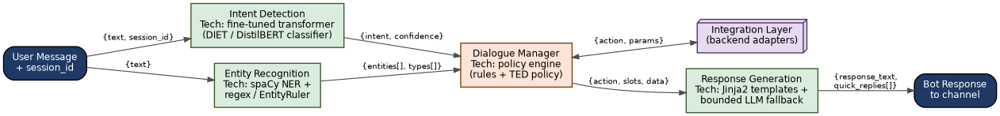 User Message
+ session_id
{text, session_id}
{text}
Intent Detection
Tech: fine-tuned transformer
(DIET / DistilBERT classifier)
Entity Recognition
Tech: spaCy NER +
regex / EntityRuler
{intent, confidence}
{entities[], types[]}
Dialogue Manager
Tech: policy engine
(rules + TED policy)
{action, params}
{action, slots, data}
Integration Layer
(backend adapters)
Response Generation
Tech: Jinja2 templates +
bounded LLM fallback
{response_text,
quick_replies[]}
Bot Response
to channel